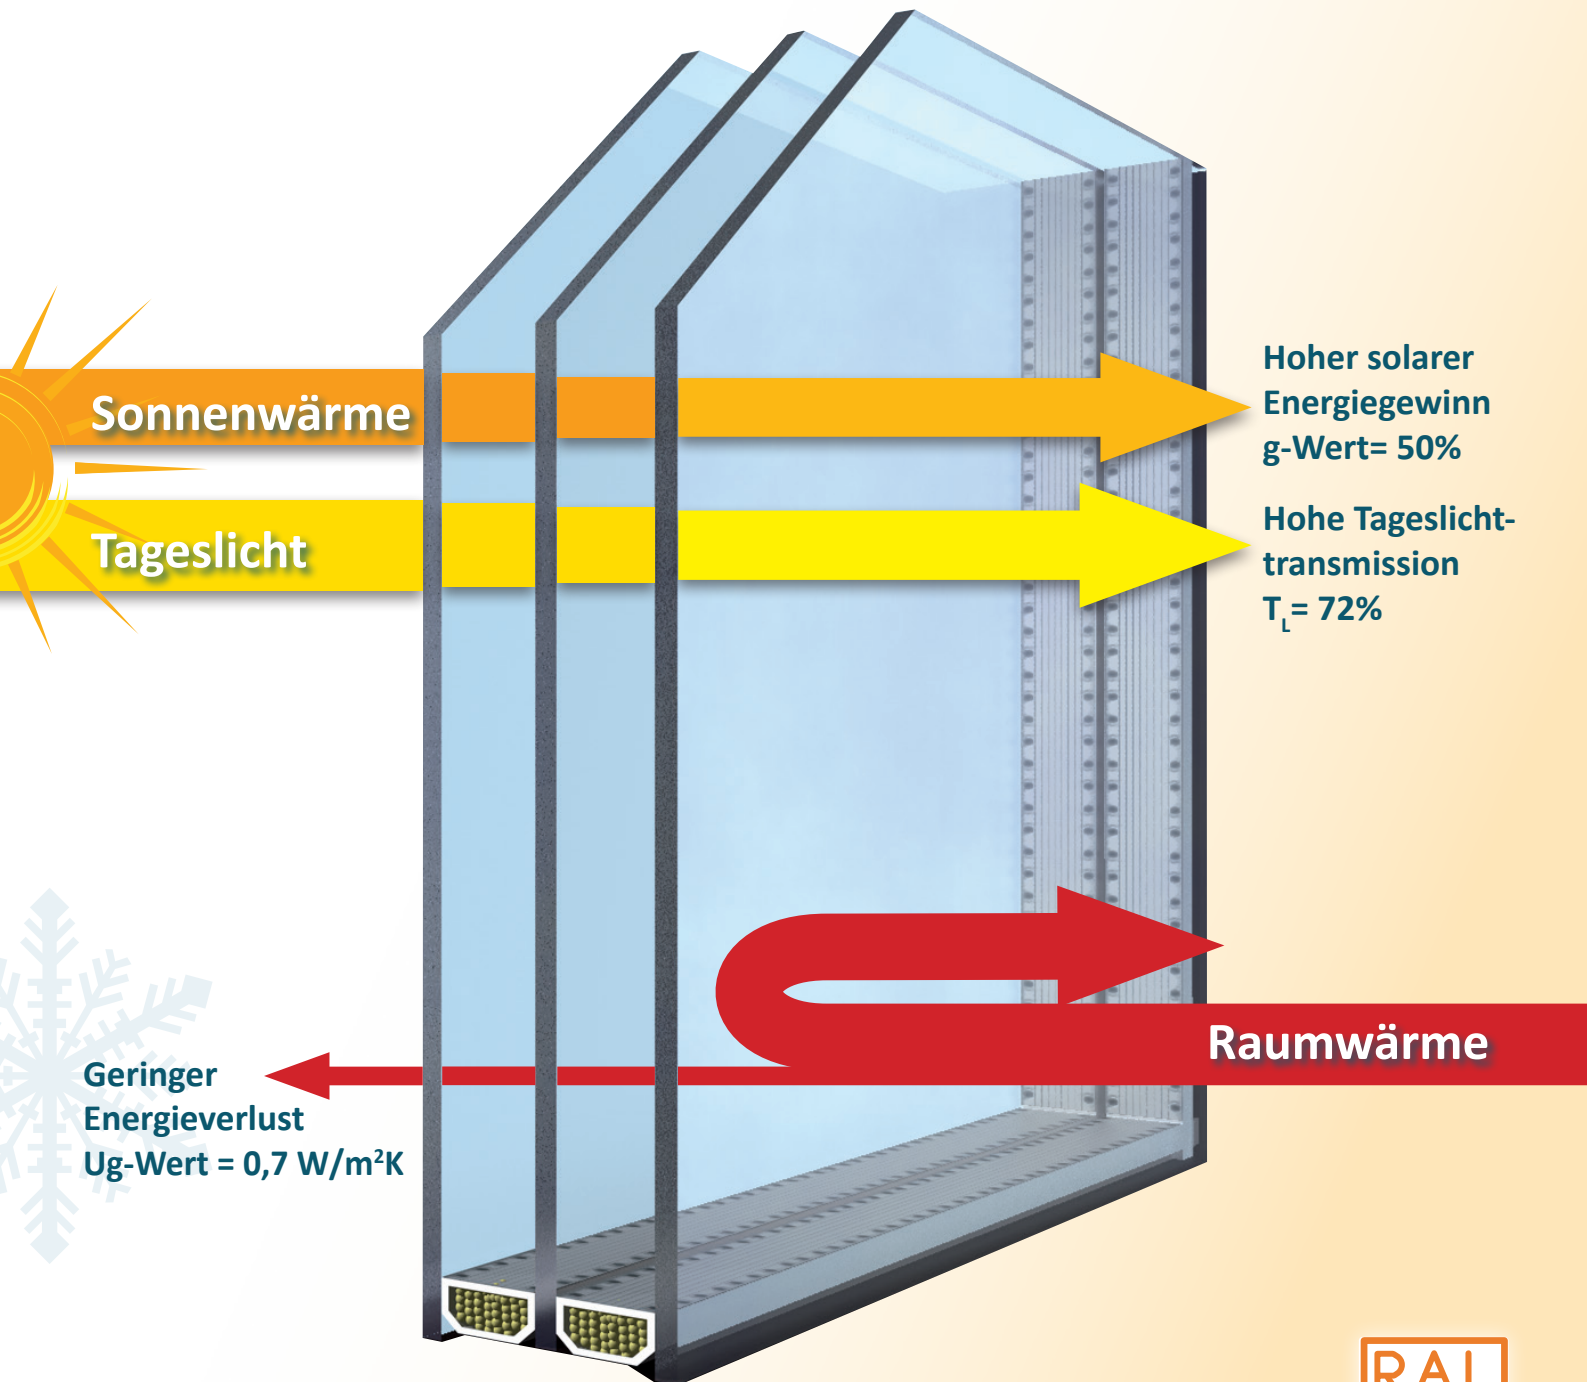 Sonnenwärme
Hoher solarer
Energiegewinn
g-Wert= 50%
Tageslicht
Hohe Tageslicht-
transmission
T_L= 72%
Raumwärme
Geringer
Energieverlust
Ug-Wert = 0,7 W/m²K
RAL